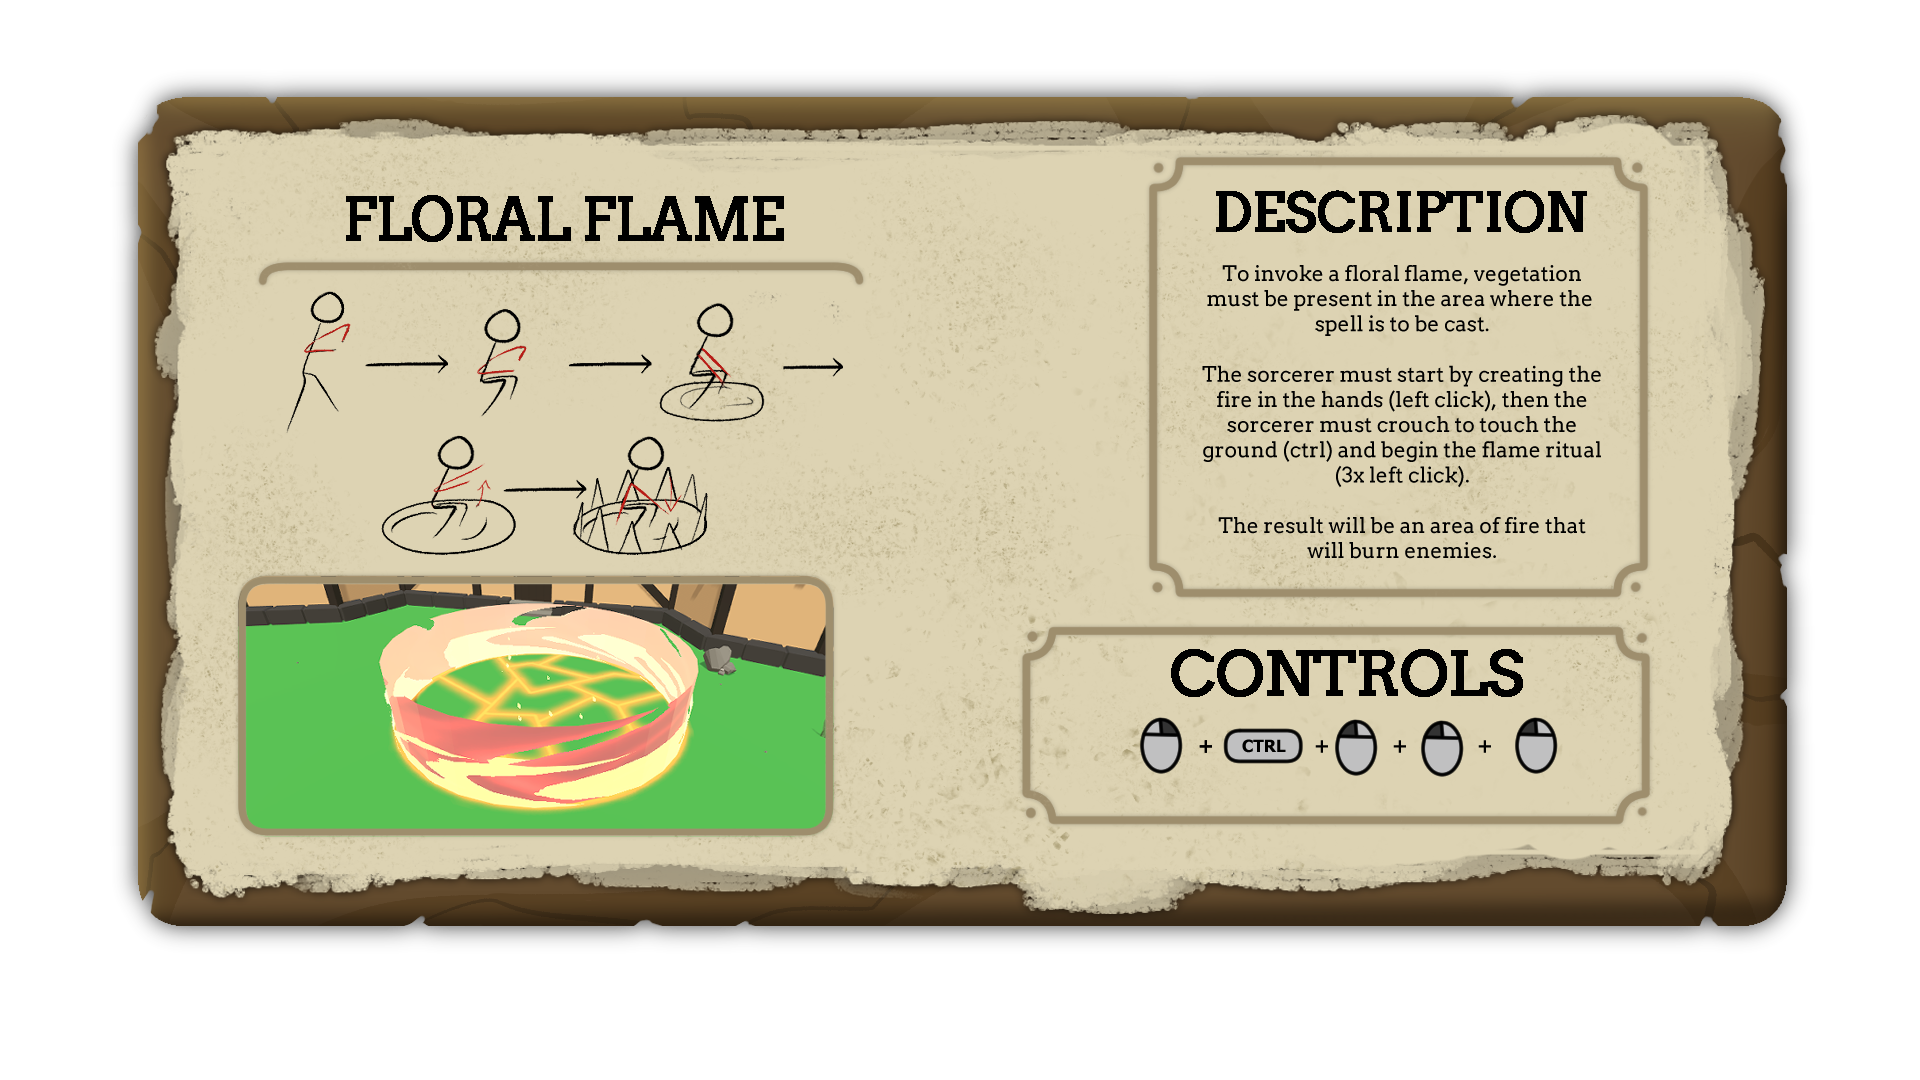 FLORAL FLAME
DESCRIPTION
To invoke a floral flame, vegetation
must be present in the area where the
spell is to be cast.
The sorcerer must start by creating the
fire in the hands (left click), then the
sorcerer must crouch to touch the
ground (ctrl) and begin the flame ritual
(3x left click).
The result will be an area of fire that
will burn enemies.
CONTROLS
+ CTRL + + +